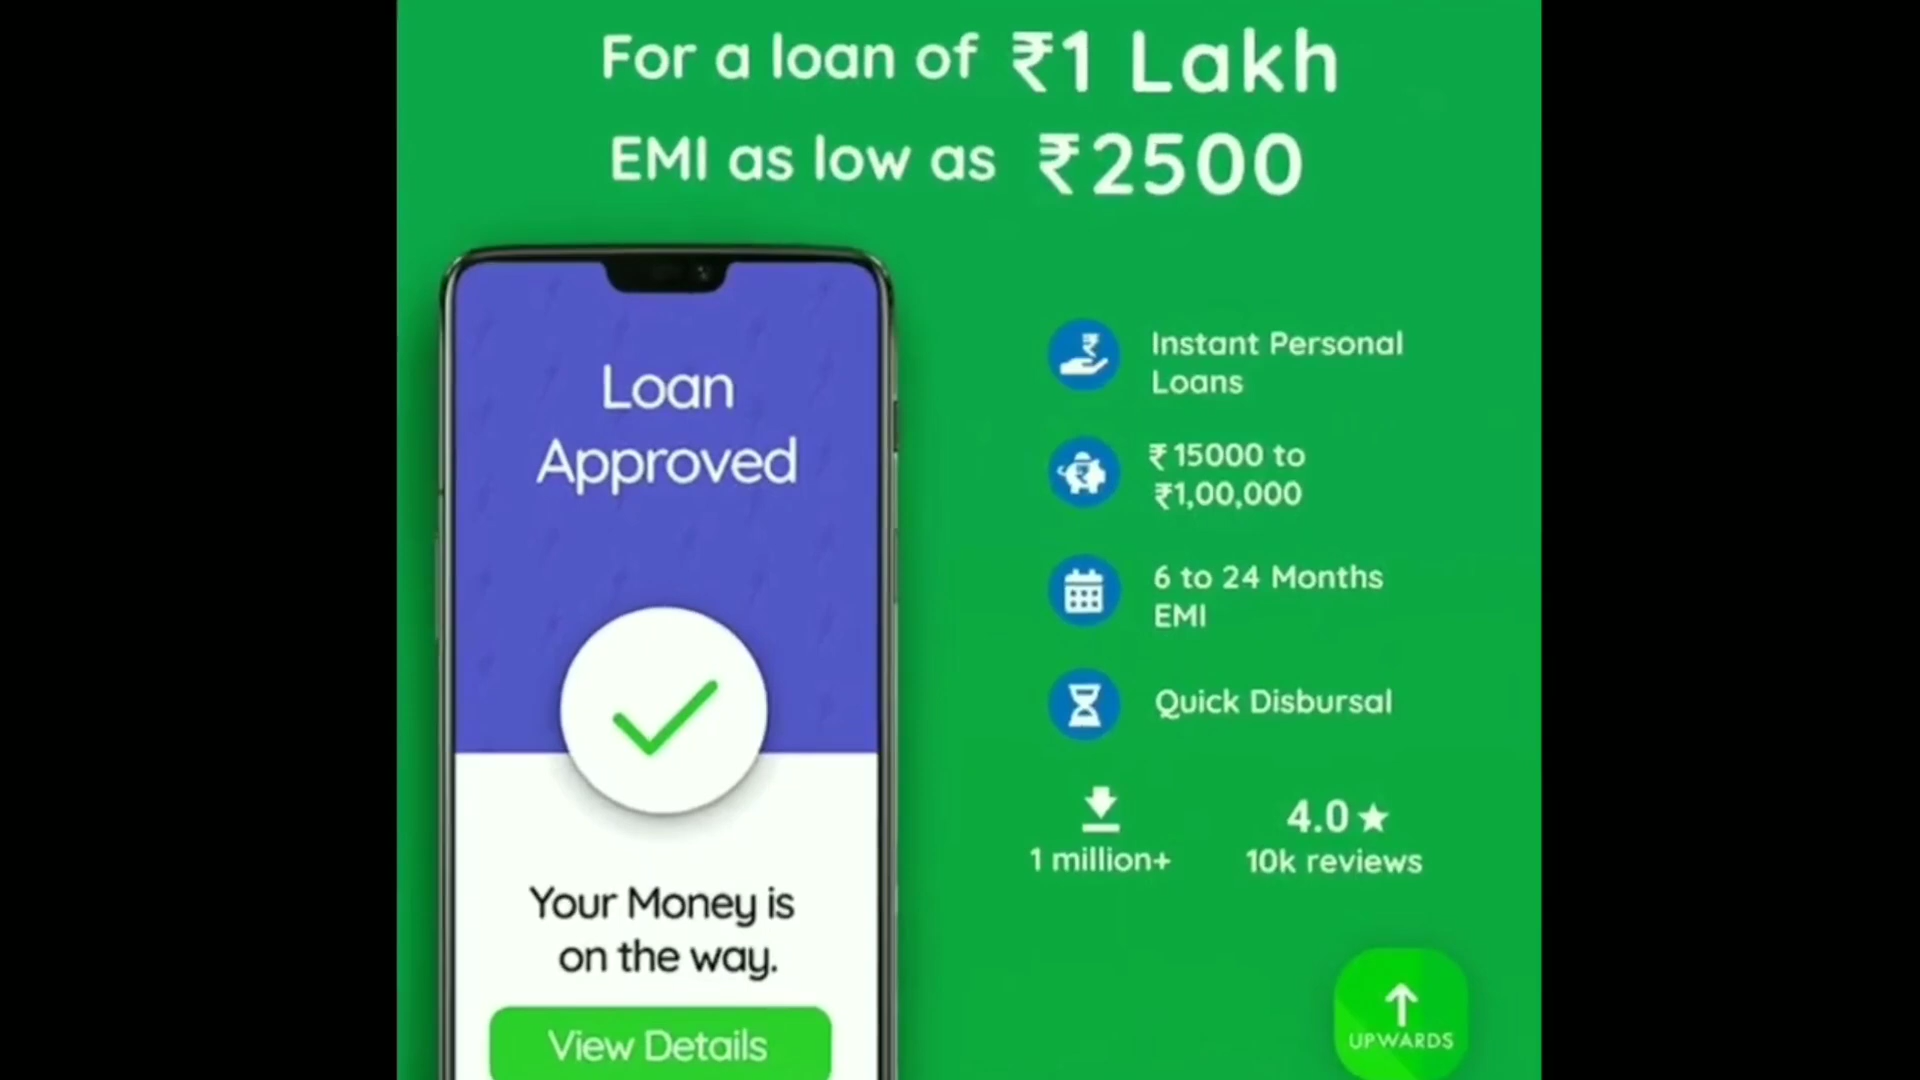 For a loan of ₹1 Lakh
EMI as low as ₹2500
Loan
Approved
Your Money is
on the way.
View Details
Instant Personal
Loans
₹15000 to
₹1,00,000
6 to 24 Months
EMI
Quick Disbursal
1 million+
4.0★
10k reviews
UPWARDS